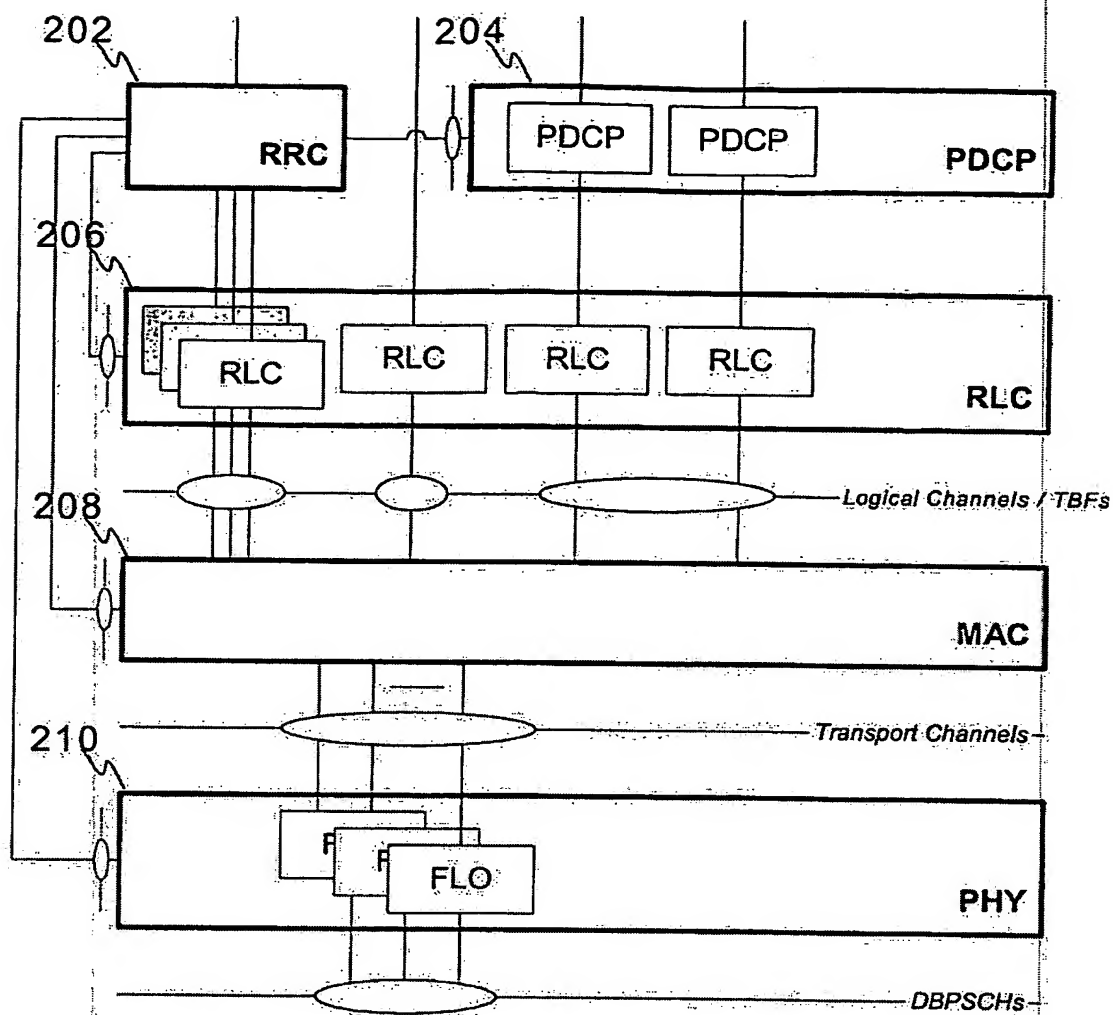 202
204
RRC
PDCP
PDCP
PDCP
206
RLC
RLC
RLC
RLC
RLC
Logical Channels / TBFs
208
MAC
Transport Channels
210
F
F
FLO
PHY
DBPSCHs